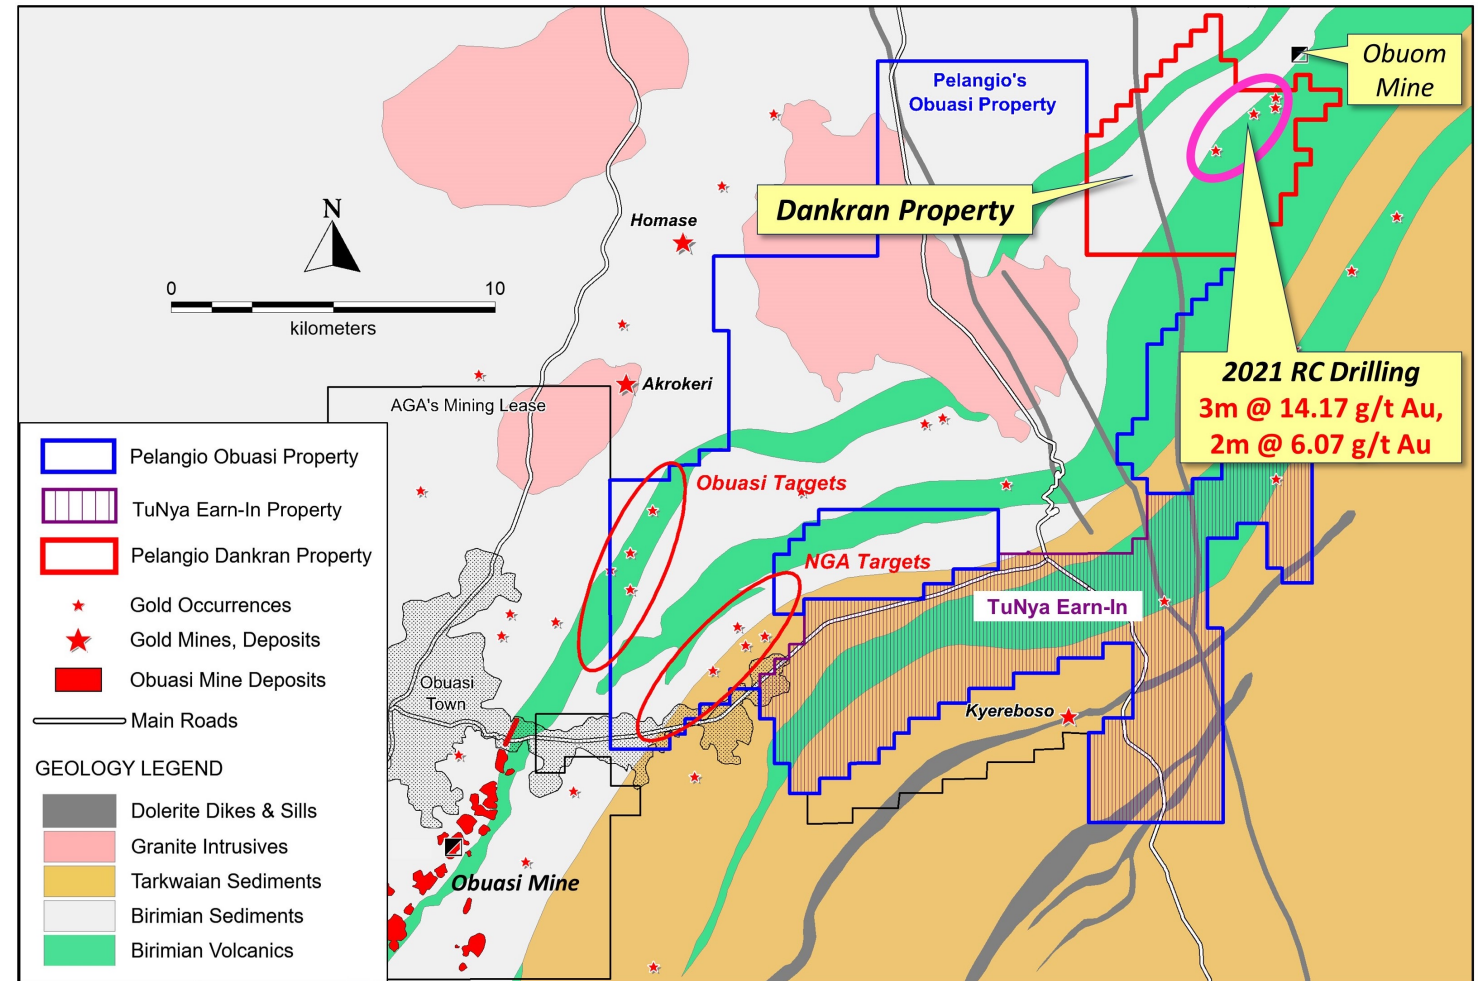 Obuom
Mine
Pelangio's
Obuasi Property
Dankran Property
N
Homase
0
10
kilometers
Akrokeri
AGA's Mining Lease
2021 RC Drilling
3m @ 14.17 g/t Au,
2m @ 6.07 g/t Au
Obuasi Targets
NGA Targets
TuNya Earn-In
Kyereboso
Obuasi
Town
Obuasi Mine
Pelangio Obuasi Property
TuNya Earn-In Property
Pelangio Dankran Property
Gold Occurrences
Gold Mines, Deposits
Obuasi Mine Deposits
Main Roads
GEOLOGY LEGEND
Dolerite Dikes & Sills
Granite Intrusives
Tarkwaian Sediments
Birimian Sediments
Birimian Volcanics